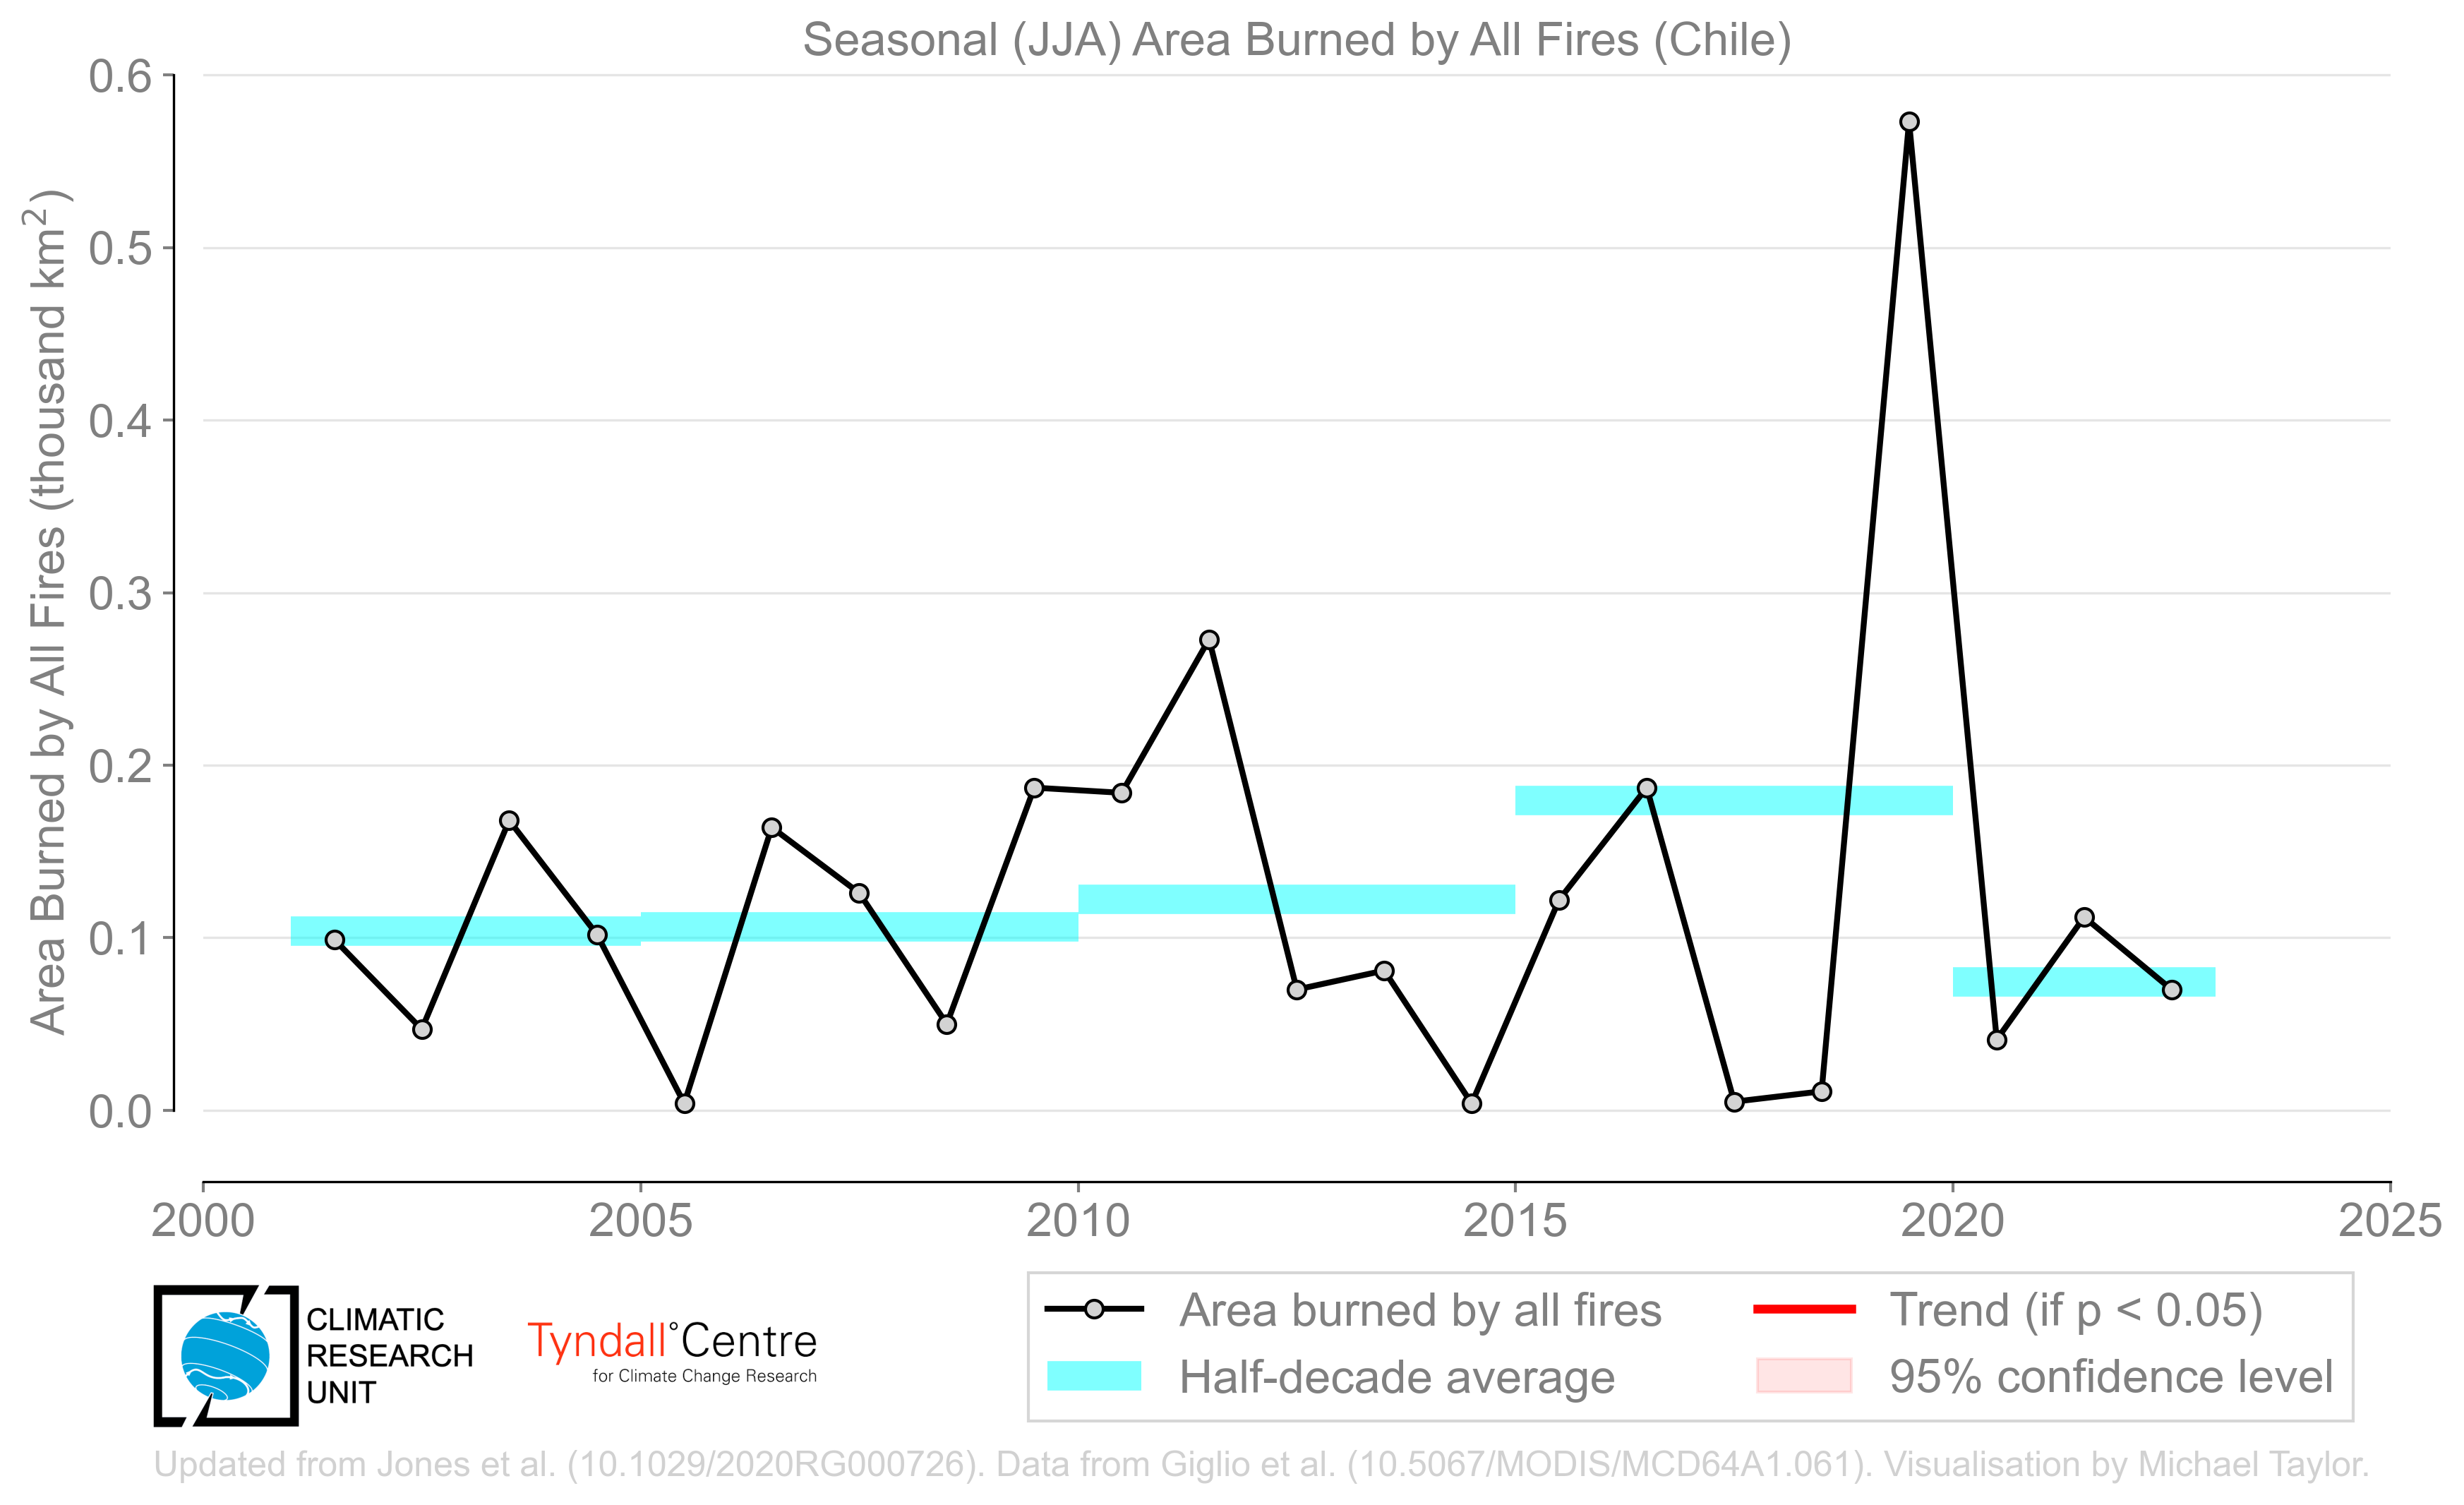 Seasonal (JJA) Area Burned by All Fires (Chile)
Area Burned by All Fires (thousand km²)
0.6
0.5
0.4
0.3
0.2
0.1
0.0
2000 2005 2010 2015 2020 2025
Area burned by all fires
Half-decade average
Trend (if p < 0.05)
95% confidence level
CLIMATIC
RESEARCH
UNIT
Tyndall°Centre
for Climate Change Research
Updated from Jones et al. (10.1029/2020RG000726). Data from Giglio et al. (10.5067/MODIS/MCD64A1.061). Visualisation by Michael Taylor.